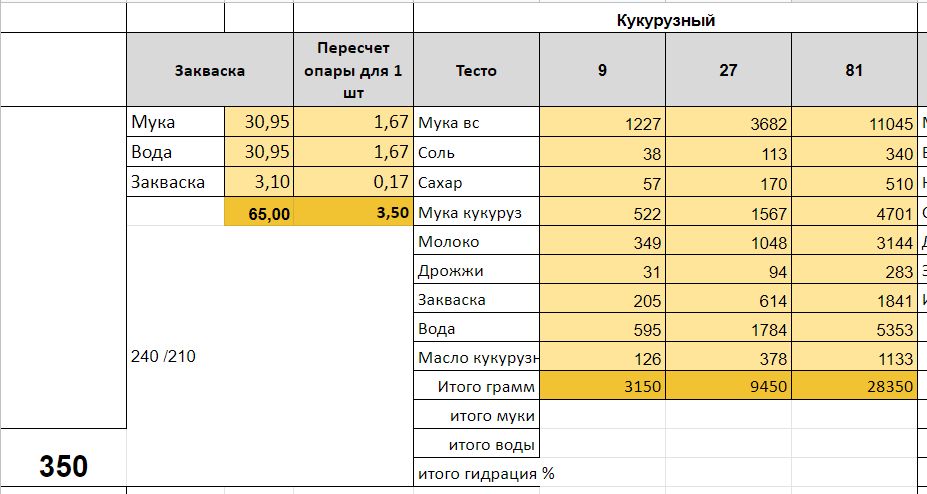 Кукурузный
Закваска Пересчет опары для 1 шт Тесто 9 27 81
Мука 30,95 1,67 Мука вс 1227 3682 11045
Вода 30,95 1,67 Соль 38 113 340
Закваска 3,10 0,17 Сахар 57 170 510
65,00 3,50 Мука кукуруз 522 1567 4701
Молоко 349 1048 3144
Дрожжи 31 94 283
Закваска 205 614 1841
240 /210 Вода 595 1784 5353
Масло кукурузн 126 378 1133
Итого грамм 3150 9450 28350
итого муки
итого воды
350 итого гидрация %